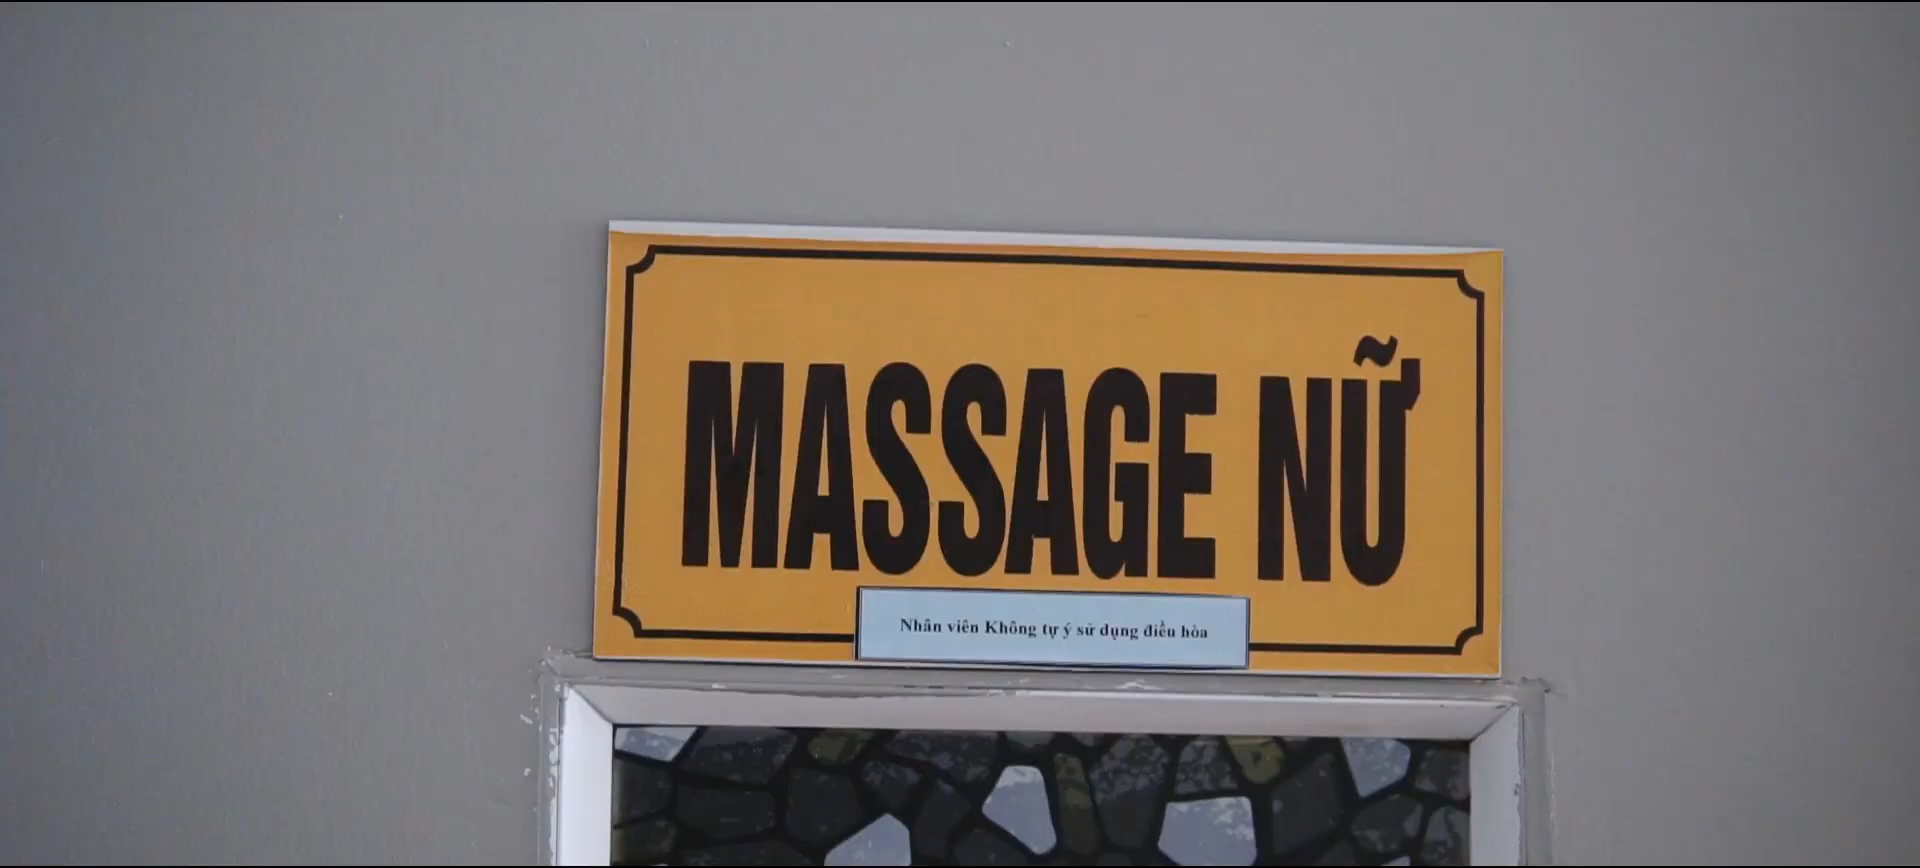 MASSAGE NỮ
Nhân viên Không tự ý sử dụng điều hòa